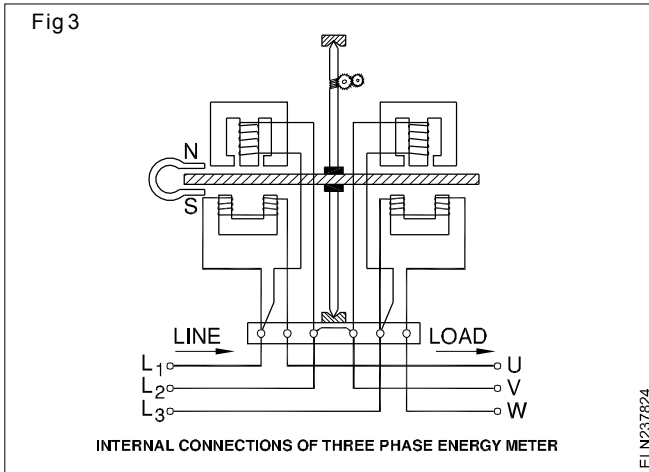 Fig 3
N
S
LINE
LOAD
L1
U
L2
V
L3
W
INTERNAL CONNECTIONS OF THREE PHASE ENERGY METER
ELN237824